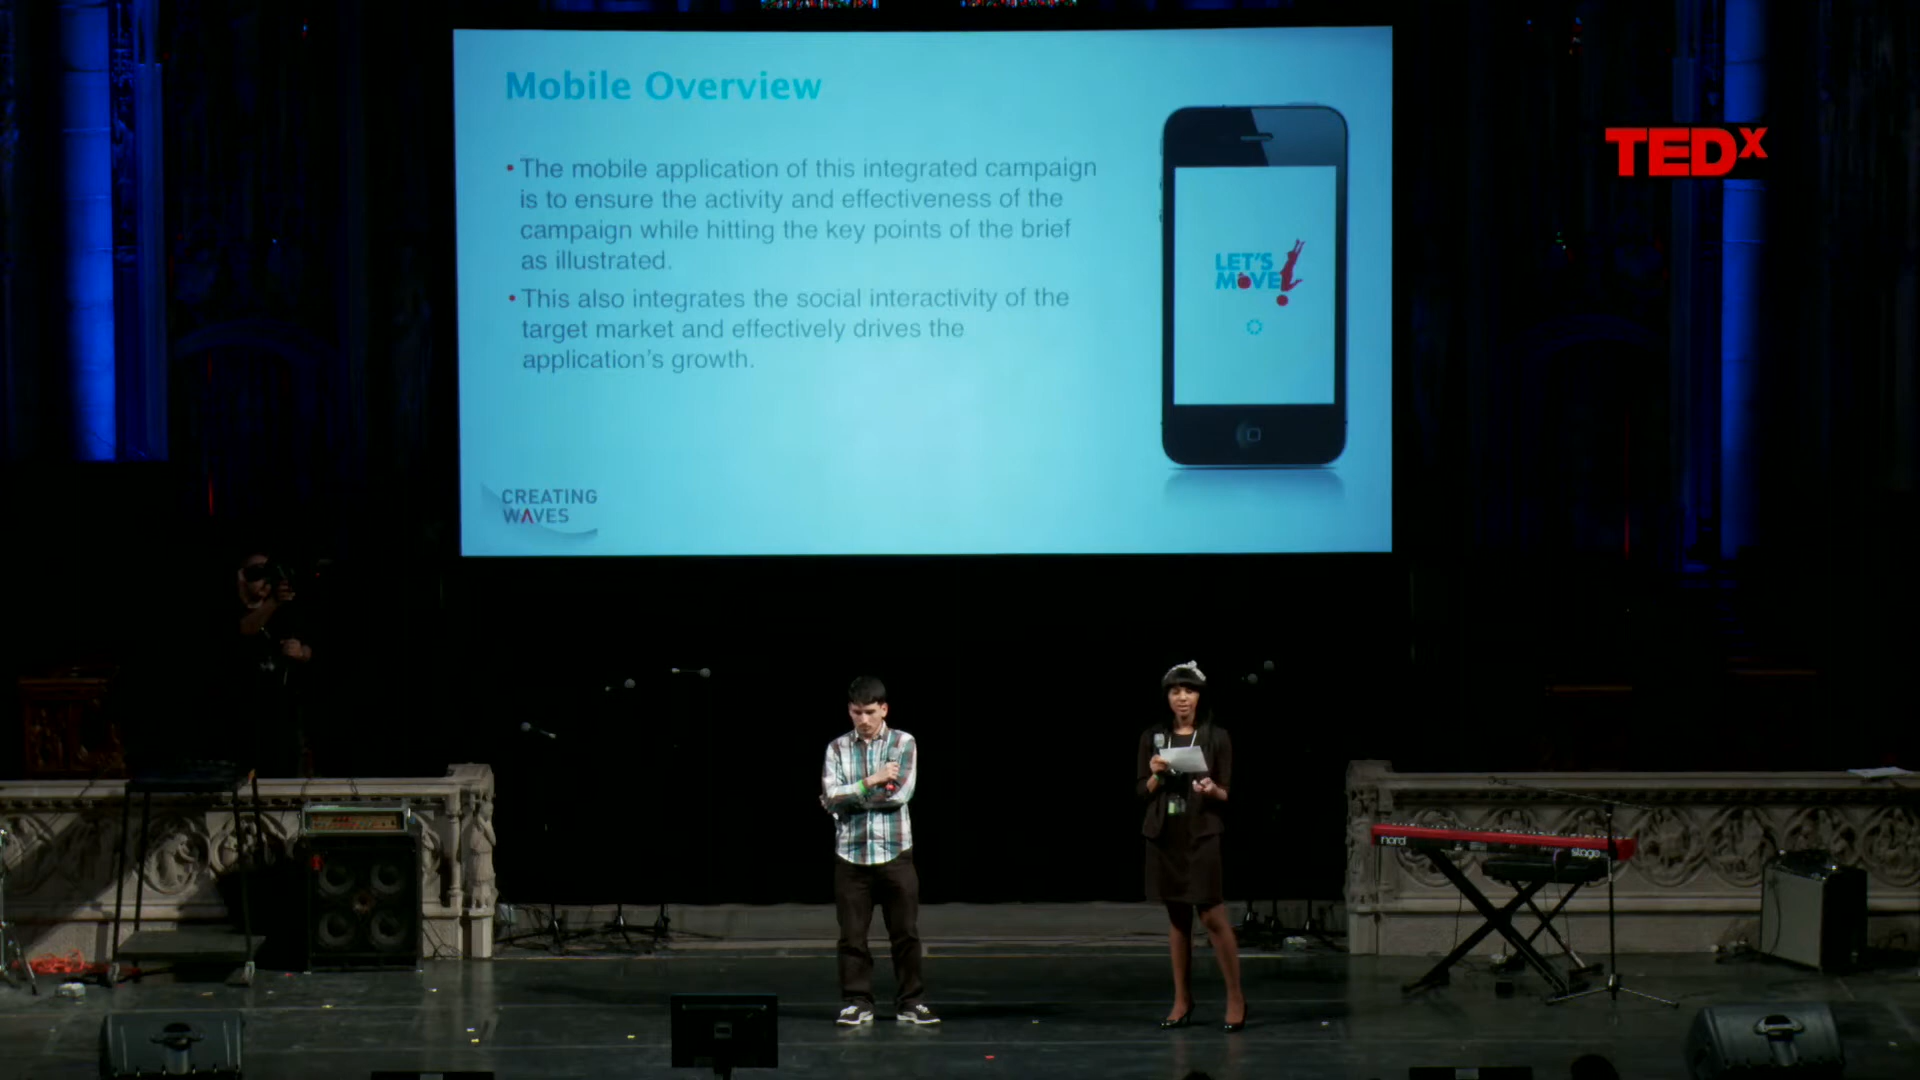 Mobile Overview
TEDx
• The mobile application of this integrated campaign
is to ensure the activity and effectiveness of the
campaign while hitting the key points of the brief
as illustrated.
• This also integrates the social interactivity of the
target market and effectively drives the
application's growth.
LET'S
MOVE!
CREATING
WAVES
nord
stage